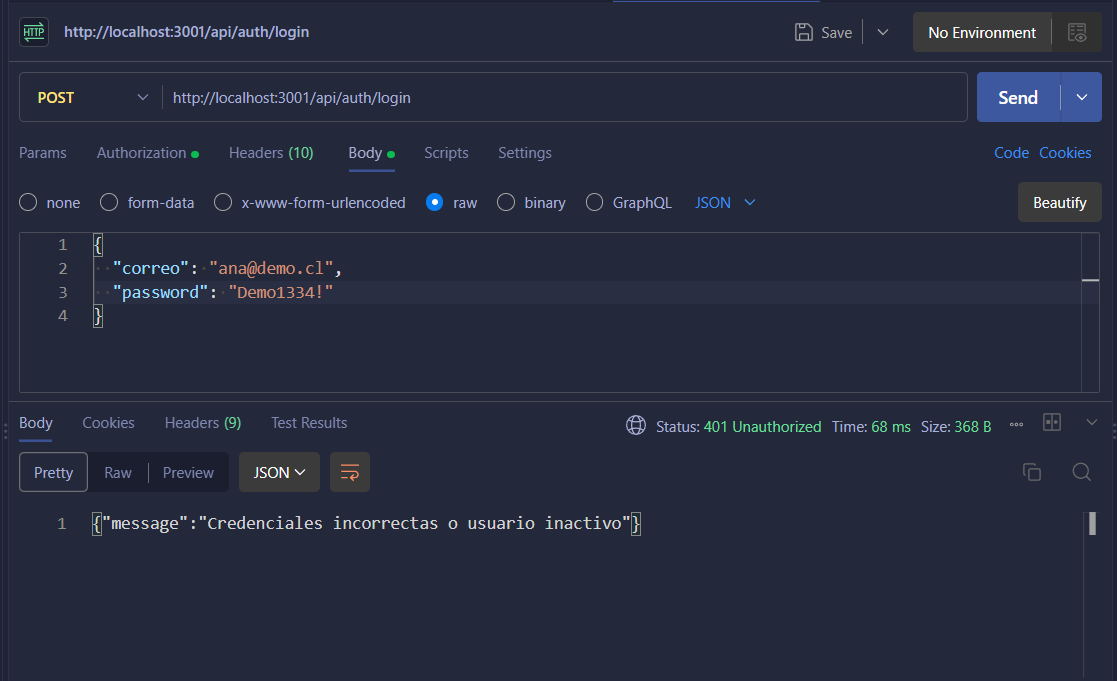 HTTP http://localhost:3001/api/auth/login Save No Environment
POST http://localhost:3001/api/auth/login Send
Params Authorization Headers (10) Body Scripts Settings Code Cookies
none form-data x-www-form-urlencoded raw binary GraphQL JSON Beautify
1 {
2 "correo": "ana@demo.cl",
3 "password": "Demo1334!"
4 }
Body Cookies Headers (9) Test Results Status: 401 Unauthorized Time: 68 ms Size: 368 B
Pretty Raw Preview JSON
1 {"message":"Credenciales incorrectas o usuario inactivo"}